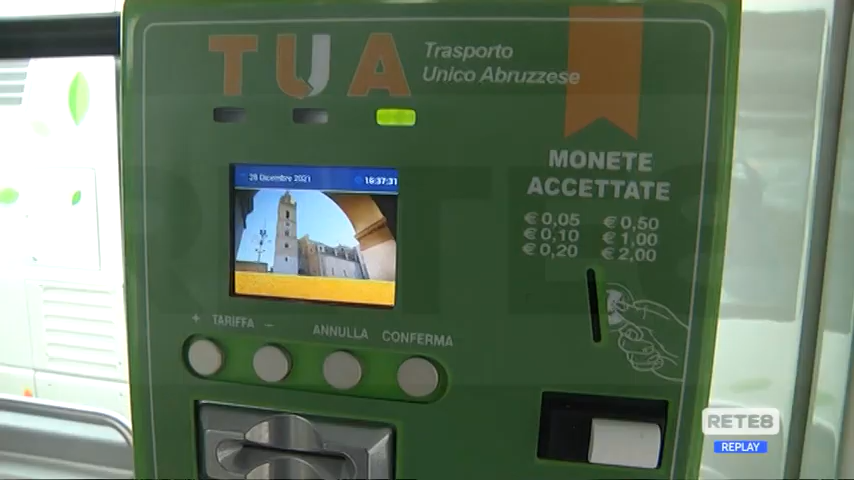 TUA
Trasporto
Unico Abruzzese
28 Dicembre 2021 16:37:31
MONETE
ACCETTATE
€ 0,05 € 0,50
€ 0,10 € 1,00
€ 0,20 € 2,00
+ TARIFFA - ANNULLA CONFERMA
RETE8
REPLAY